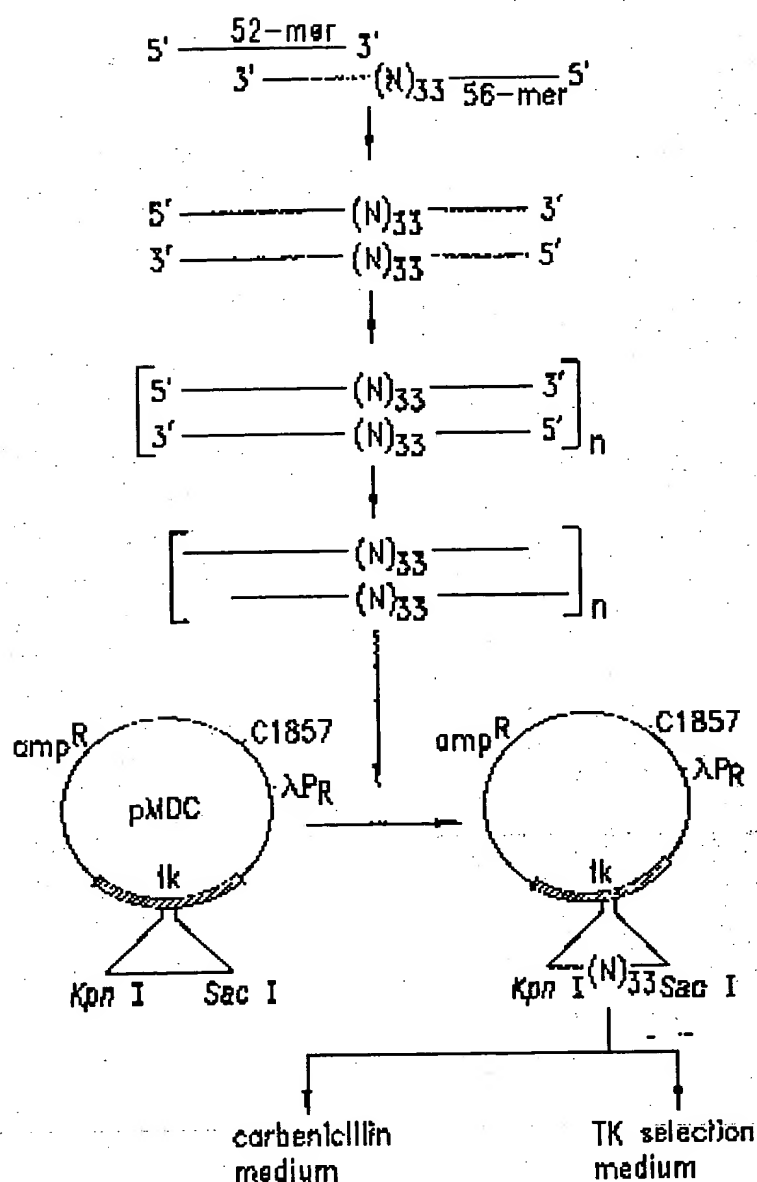 52-mer
5' 3'
3' (N)33 5'
56-mer
5' (N)33 3'
3' (N)33 5'
5' (N)33 3'
3' (N)33 5'
n
(N)33
(N)33
n
ampR C1857 ampR C1857
λPR λPR
pMDC
tk tk
Kpn I Sac I Kpn I (N)33 Sac I
carbenicillin TK selection
medium medium